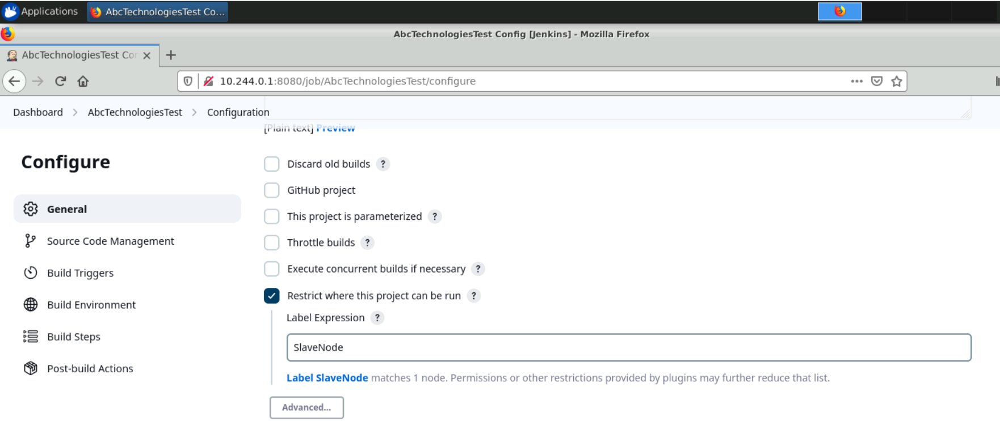 Applications
AbcTechnologiesTest Co...
AbcTechnologiesTest Config [Jenkins] - Mozilla Firefox
AbcTechnologiesTest Con
10.244.0.1:8080/job/AbcTechnologiesTest/configure
Dashboard > AbcTechnologiesTest > Configuration
[Plain text] Preview
Configure
General
Source Code Management
Build Triggers
Build Environment
Build Steps
Post-build Actions
Discard old builds ?
GitHub project
This project is parameterized ?
Throttle builds ?
Execute concurrent builds if necessary ?
Restrict where this project can be run ?
Label Expression ?
SlaveNode
Label SlaveNode matches 1 node. Permissions or other restrictions provided by plugins may further reduce that list.
Advanced...